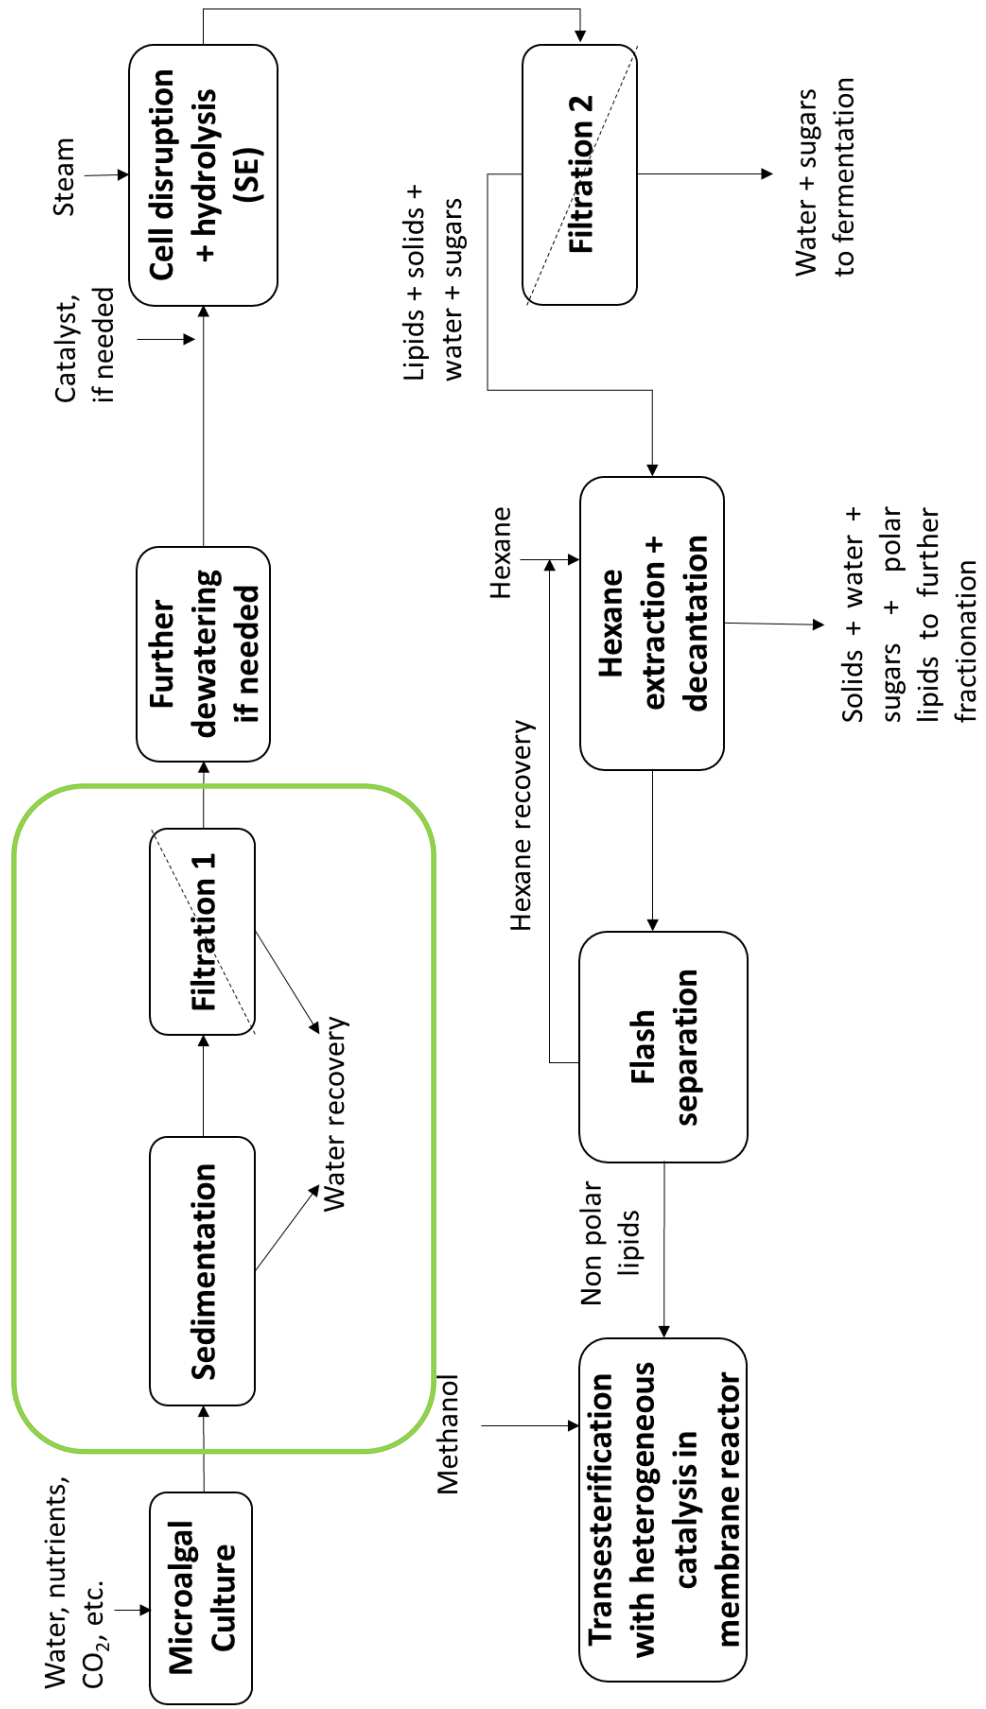 Water, nutrients,
CO2, etc.
Microalgal
Culture
Sedimentation
Filtration 1
Water recovery
Further
dewatering
if needed
Catalyst,
if needed
Steam
Cell disruption
+ hydrolysis
(SE)
Filtration 2
Water + sugars
to fermentation
Lipids + solids +
water + sugars
Hexane
Hexane
extraction +
decantation
Solids + water +
sugars + polar
lipids to further
fractionation
Hexane recovery
Flash
separation
Non polar
lipids
Methanol
Transesterification
with heterogeneous
catalysis in
membrane reactor